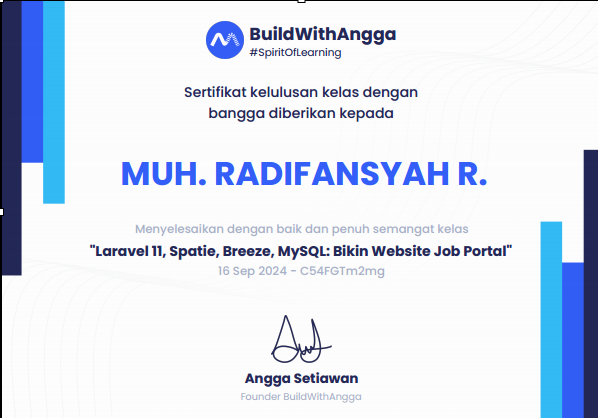 BuildWithAngga
#SpiritOfLearning
Sertifikat kelulusan kelas dengan
bangga diberikan kepada
MUH. RADIFANSYAH R.
Menyelesaikan dengan baik dan penuh semangat kelas
"Laravel 11, Spatie, Breeze, MySQL: Bikin Website Job Portal"
16 Sep 2024 - C54FGTm2mg
Angga Setiawan
Founder BuildWithAngga